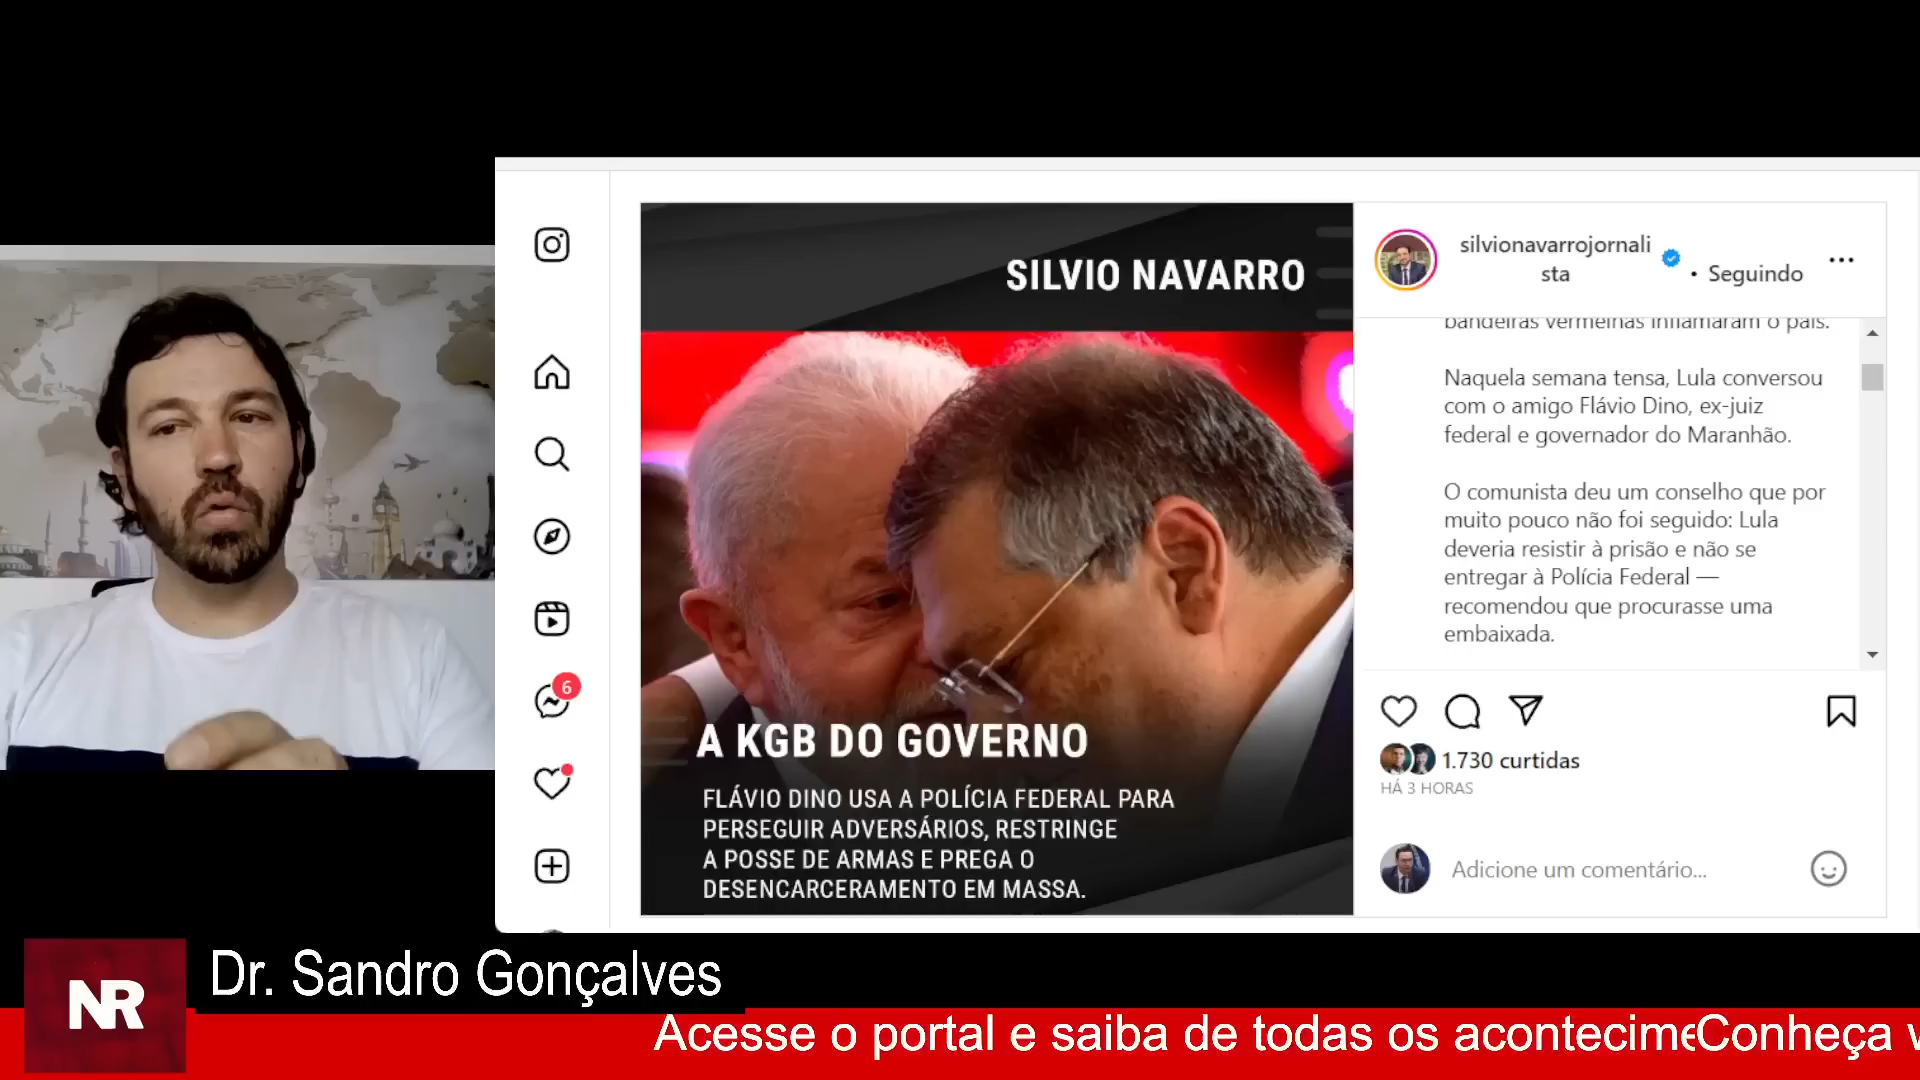 SILVIO NAVARRO
A KGB DO GOVERNO
FLÁVIO DINO USA A POLÍCIA FEDERAL PARA
PERSEGUIR ADVERSÁRIOS, RESTRINGE
A POSSE DE ARMAS E PREGA O
DESENCARCERAMENTO EM MASSA.
silvionavarrojornali
sta
• Seguindo
bandeiras vermelhas inflamaram o país.
Naquela semana tensa, Lula conversou
com o amigo Flávio Dino, ex-juiz
federal e governador do Maranhão.
O comunista deu um conselho que por
muito pouco não foi seguido: Lula
deveria resistir à prisão e não se
entregar à Polícia Federal —
recomendou que procurasse uma
embaixada.
6
1.730 curtidas
HÁ 3 HORAS
Adicione um comentário...
NR
Dr. Sandro Gonçalves
Acesse o portal e saiba de todas os acontecime
Conheça